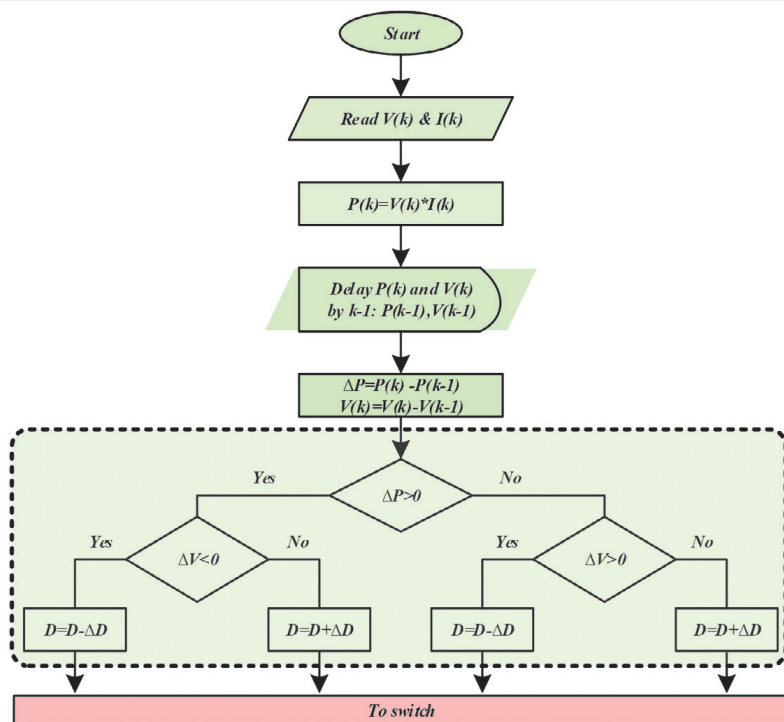 Start
Read V(k) & I(k)
P(k)=V(k)*I(k)
Delay P(k) and V(k)
by k-1: P(k-1),V(k-1)
ΔP=P(k) -P(k-1)
V(k)=V(k)-V(k-1)
Yes
ΔP>0
No
Yes
ΔV<0
No
Yes
ΔV>0
No
D=D-ΔD
D=D+ΔD
D=D-ΔD
D=D+ΔD
To switch